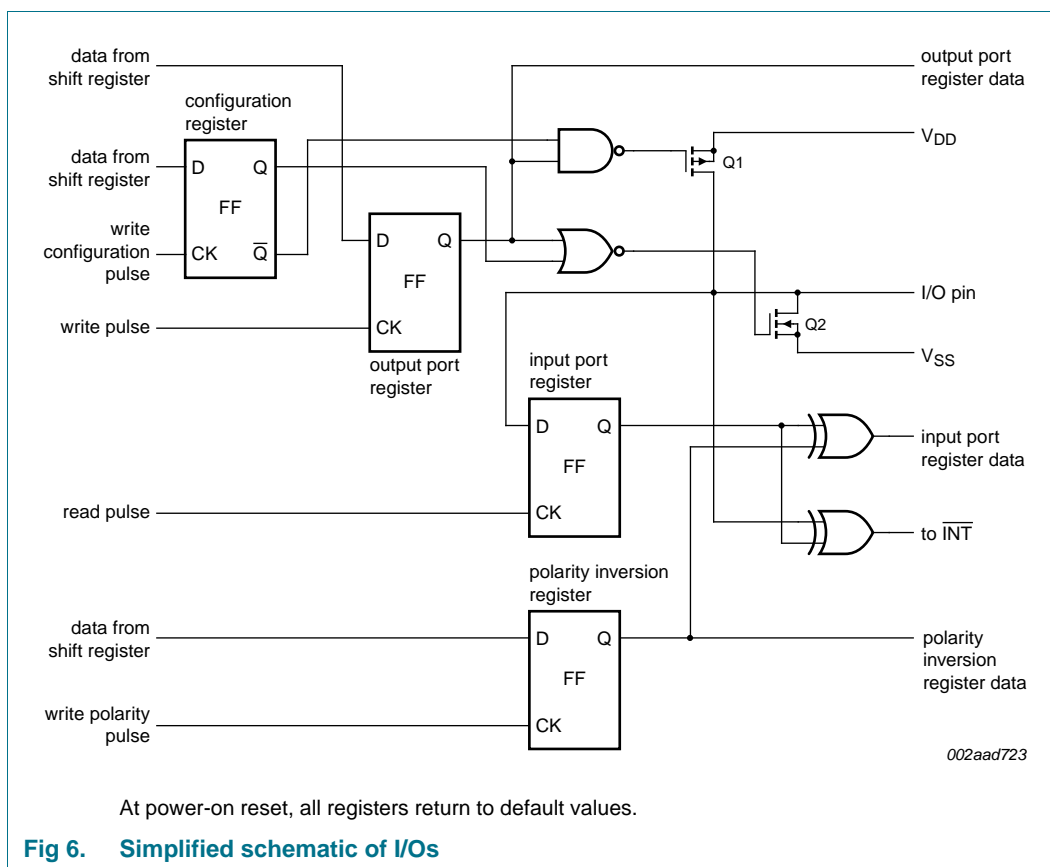 data from
shift register
output port
register data
configuration
register
VDD
D
Q
Q1
data from
shift register
FF
write
configuration
pulse
CK
Q̅
D
Q
FF
I/O pin
Q2
write pulse
CK
VSS
output port
register
input port
register
D
Q
input port
register data
FF
read pulse
CK
to I̅N̅T̅
polarity inversion
register
data from
shift register
D
Q
polarity
inversion
register data
FF
write polarity
pulse
CK
002aad723
At power-on reset, all registers return to default values.
Fig 6. Simplified schematic of I/Os